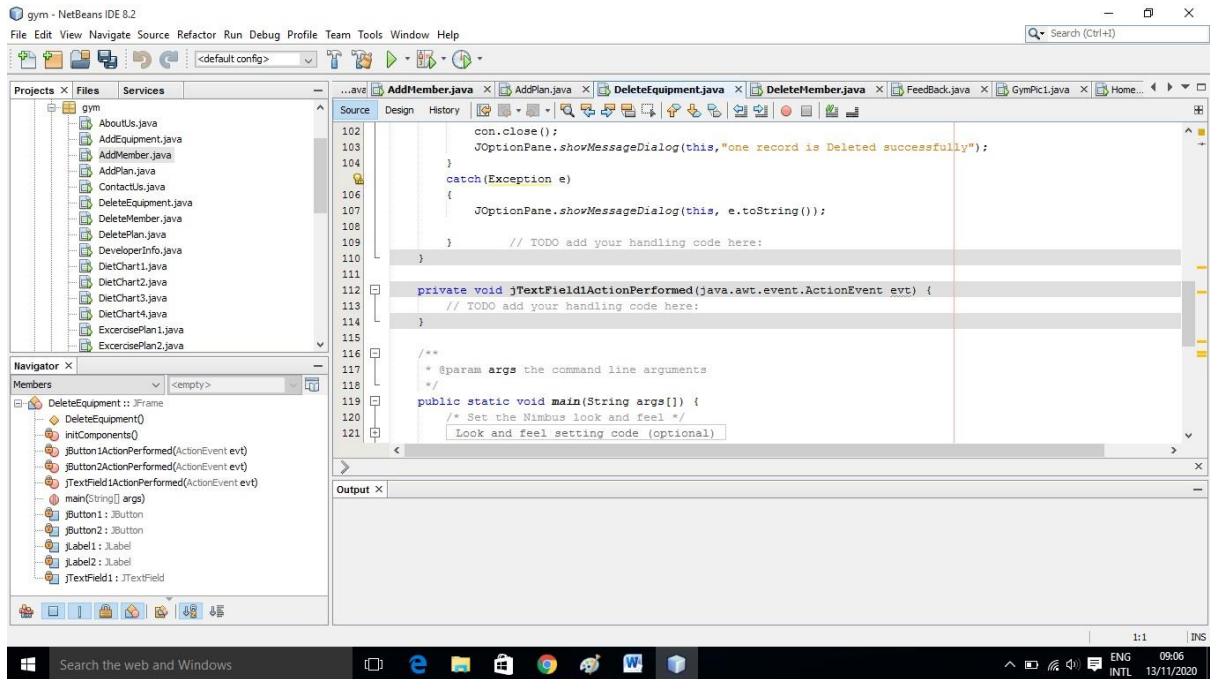 gym - NetBeans IDE 8.2
File Edit View Navigate Source Refactor Run Debug Profile Team Tools Window Help
Search (Ctrl+I)
<default config>
Projects Files Services
gym
AboutUs.java
AddEquipment.java
AddMember.java
AddPlan.java
ContactUs.java
DeleteEquipment.java
DeleteMember.java
DeletePlan.java
DeveloperInfo.java
DietChart1.java
DietChart2.java
DietChart3.java
DietChart4.java
ExcercisePlan1.java
ExcercisePlan2.java
Navigator
Members <empty>
DeleteEquipment :: JFrame
DeleteEquipment()
initComponents()
jButton1ActionPerformed(ActionEvent evt)
jButton2ActionPerformed(ActionEvent evt)
jTextField1ActionPerformed(ActionEvent evt)
main(String[] args)
jButton1 : JButton
jButton2 : JButton
jLabel1 : JLabel
jLabel2 : JLabel
jTextField1 : JTextField
...ava AddMember.java AddPlan.java DeleteEquipment.java DeleteMember.java FeedBack.java GymPic1.java Home...
Source Design History
102 con.close();
103 JOptionPane.showMessageDialog(this,"one record is Deleted successfully");
104 }
catch(Exception e)
106 {
107 JOptionPane.showMessageDialog(this, e.toString());
108
109 } // TODO add your handling code here:
110 }
111
112 private void jTextField1ActionPerformed(java.awt.event.ActionEvent evt) {
113 // TODO add your handling code here:
114 }
115
116 /**
117 * @param args the command line arguments
118 */
119 public static void main(String args[]) {
120 /* Set the Nimbus look and feel */
121 Look and feel setting code (optional)
Output
1:1 INS
Search the web and Windows
ENG
INTL
09:06
13/11/2020